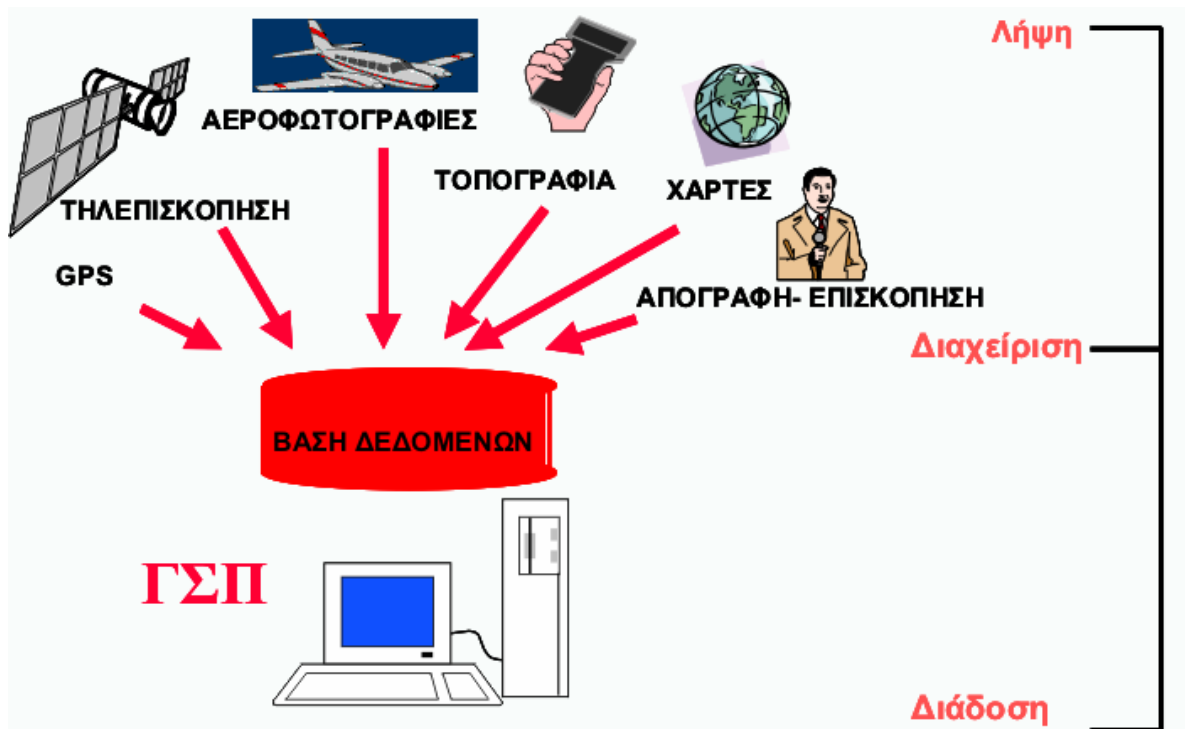 Λήψη
ΑΕΡΟΦΩΤΟΓΡΑΦΙΕΣ
ΤΟΠΟΓΡΑΦΙΑ
ΧΑΡΤΕΣ
ΤΗΛΕΠΙΣΚΟΠΗΣΗ
GPS
ΑΠΟΓΡΑΦΗ- ΕΠΙΣΚΟΠΗΣΗ
Διαχείριση
ΒΑΣΗ ΔΕΔΟΜΕΝΩΝ
ΓΣΠ
Διάδοση